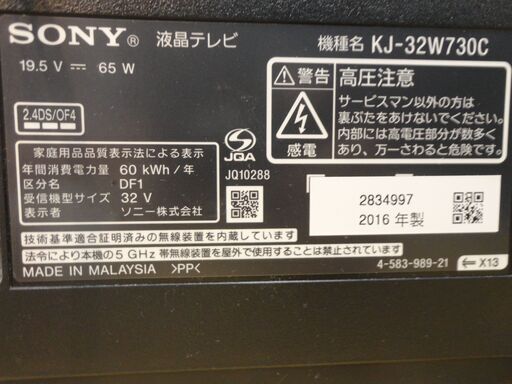 SONY® 液晶テレビ
機種名 KJ-32W730C
19.5 V ⎓ 65 W
2.4DS/OF4
家庭用品品質表示法による表示
年間消費電力量 60 kWh / 年
区分名 DF1
受信機型サイズ 32 V
ソニー株式会社
JQA
JQ10288
警告
感電
高圧注意
サービスマン以外の方は
裏ぶたをあけないでください。
内部には高電圧部分が数多く
あり、万一さわると危険です。
2834997
2016 年製
技術基準適合証明済みの無線装置を内蔵しています
法令により本機の5 GHz 帯無線装置を屋外で使用することは禁止されています
MADE IN MALAYSIA >PP<
4-583-989-21
X13